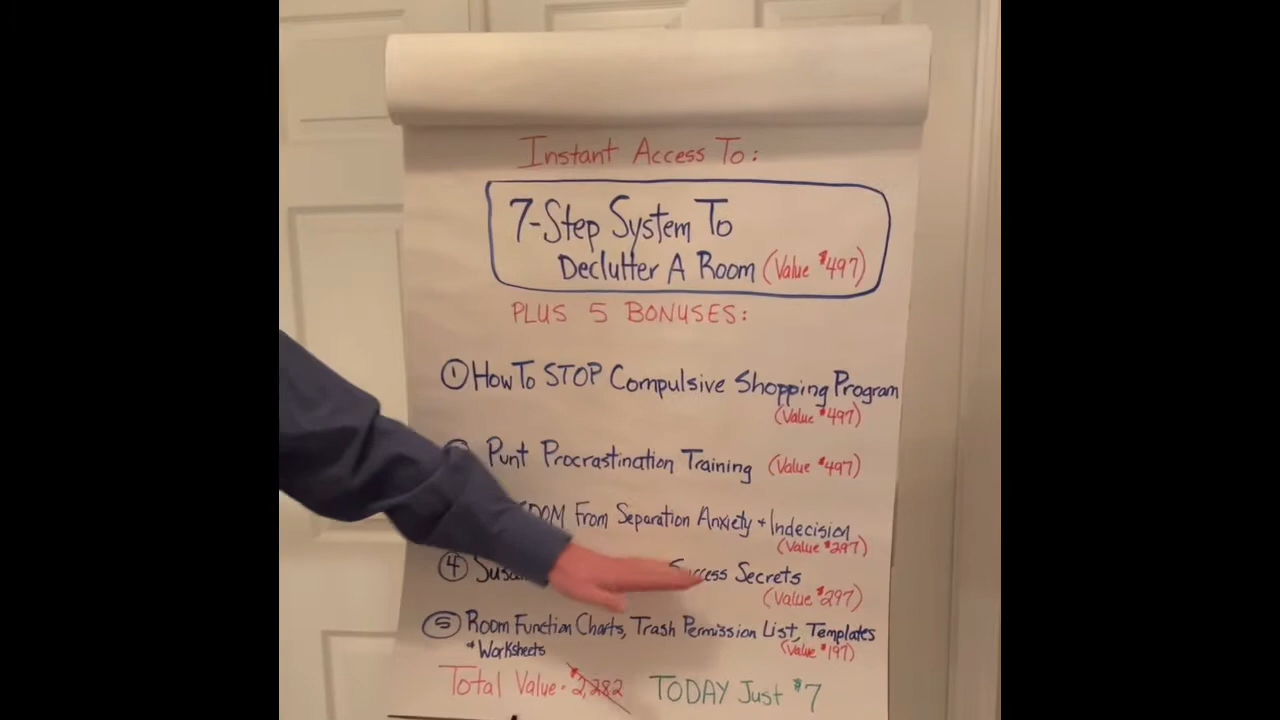 Instant Access To:
7-Step System To
Declutter A Room (Value $497)
PLUS 5 BONUSES:
① How To STOP Compulsive Shopping Program
(Value $497)
Punt Procrastination Training (Value $497)
From Separation Anxiety + Indecision
(Value $297)
④ Success Secrets
(Value $297)
⑤ Room Function Charts, Trash Permission List, Templates
+ Worksheets
(Value $197)
Total Value - $2,282 TODAY Just $7